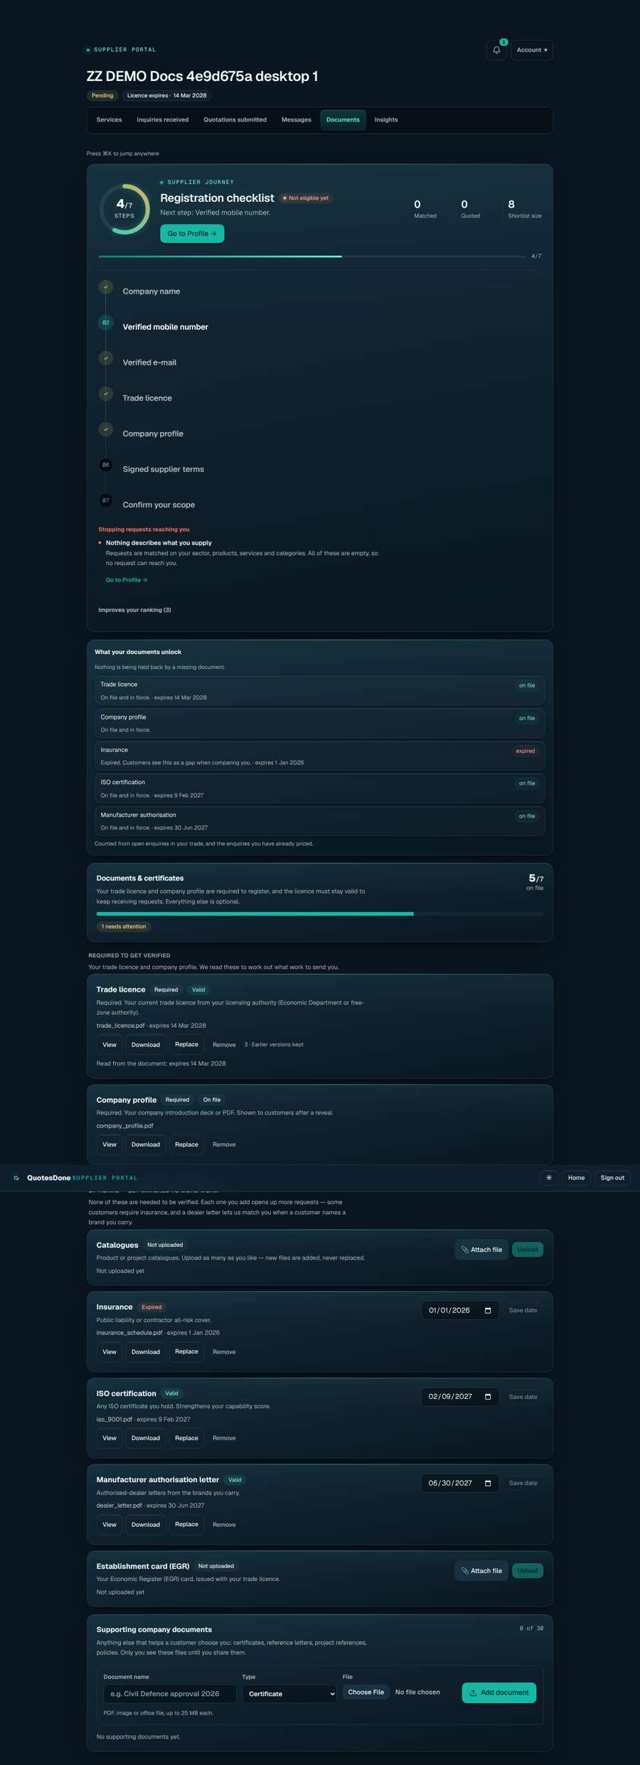 SUPPLIER PORTAL
1
Account
ZZ DEMO Docs 4e9d675a desktop 1
Pending
Licence expires · 14 Mar 2028
Services
Inquiries received
Quotations submitted
Messages
Documents
Insights
Press ⌘K to jump anywhere
4/7
STEPS
SUPPLIER JOURNEY
Registration checklist
Not eligible yet
Next step: Verified mobile number.
Go to Profile →
0
Matched
0
Quoted
8
Shortlist size
4/7
Company name
02
Verified mobile number
Verified e-mail
Trade licence
Company profile
06
Signed supplier terms
07
Confirm your scope
Stopping requests reaching you
Nothing describes what you supply
Requests are matched on your sector, products, services and categories. All of these are empty, so
no request can reach you.
Go to Profile →
Improves your ranking (3)
What your documents unlock
Nothing is being held back by a missing document.
Trade licence
on file
On file and in force. · expires 14 Mar 2028
Company profile
on file
On file and in force.
Insurance
expired
Expired. Customers see this as a gap when comparing you. · expires 1 Jan 2026
ISO certification
on file
On file and in force. · expires 9 Feb 2027
Manufacturer authorisation
on file
On file and in force. · expires 30 Jun 2027
Counted from open enquiries in your trade, and the enquiries you have already priced.
Documents & certificates
5/7
on file
Your trade licence and company profile are required to register, and the licence must stay valid to
keep receiving requests. Everything else is optional.
1 needs attention
REQUIRED TO GET VERIFIED
Your trade licence and company profile. We read these to work out what work to send you.
Trade licence
Required
Valid
Required. Your current trade licence from your licensing authority (Economic Department or free-
zone authority).
trade_licence.pdf · expires 14 Mar 2028
View
Download
Replace
Remove
3 · Earlier versions kept
Read from the document: expires 14 Mar 2028
Company profile
Required
On file
Required. Your company introduction deck or PDF. Shown to customers after a reveal.
company_profile.pdf
View
Download
Replace
Remove
QuotesDone
SUPPLIER PORTAL
Home
Sign out
None of these are needed to be verified. Each one you add opens up more requests — some
customers require insurance, and a dealer letter lets us match you when a customer names a
brand you carry.
Catalogues
Not uploaded
Product or project catalogues. Upload as many as you like — new files are added, never replaced.
Not uploaded yet
Attach file
Upload
Insurance
Expired
Public liability or contractor all-risk cover.
insurance_schedule.pdf · expires 1 Jan 2026
01/01/2026
Save date
View
Download
Replace
Remove
ISO certification
Valid
Any ISO certificate you hold. Strengthens your capability score.
iso_9001.pdf · expires 9 Feb 2027
02/09/2027
Save date
View
Download
Replace
Remove
Manufacturer authorisation letter
Valid
Authorised-dealer letters from the brands you carry.
dealer_letter.pdf · expires 30 Jun 2027
06/30/2027
Save date
View
Download
Replace
Remove
Establishment card (EGR)
Not uploaded
Your Economic Register (EGR) card, issued with your trade licence.
Not uploaded yet
Attach file
Upload
Supporting company documents
0 of 30
Anything else that helps a customer choose you: certificates, reference letters, project references,
policies. Only you see these files until you share them.
Document name
Type
File
e.g. Civil Defence approval 2026
Certificate
Choose File
No file chosen
Add document
PDF, image or office file, up to 25 MB each.
No supporting documents yet.